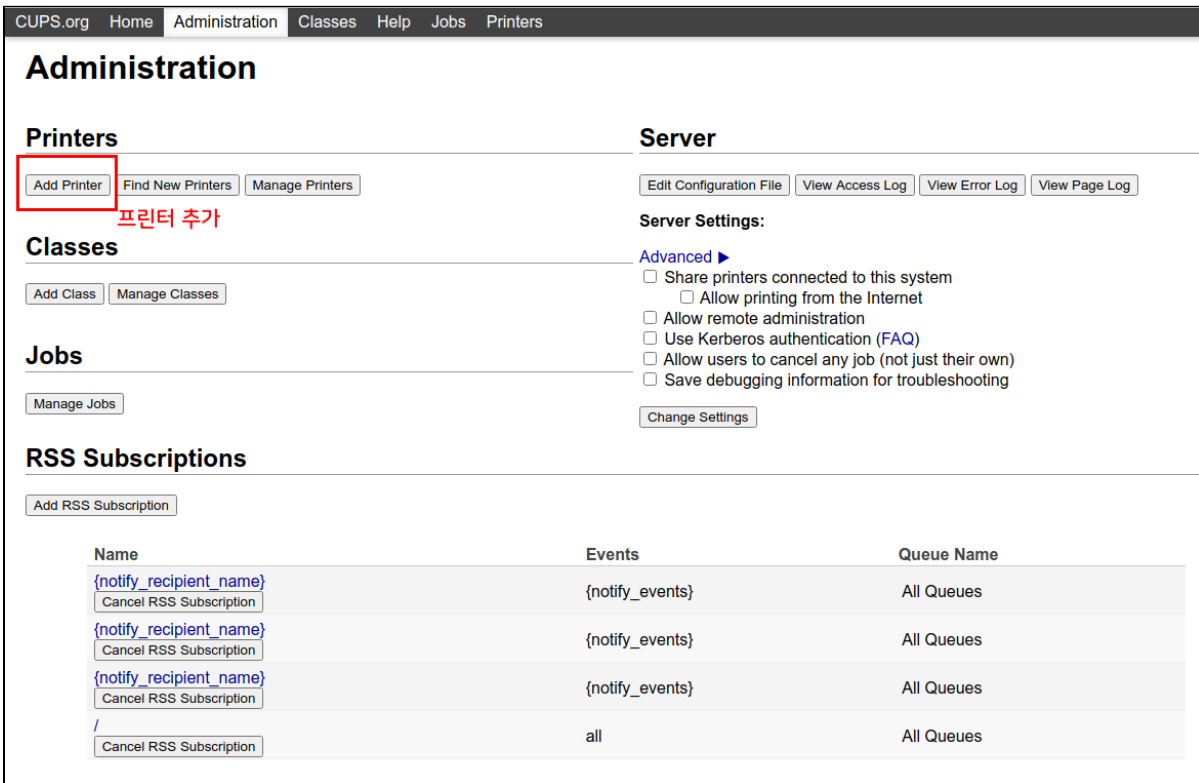 CUPS.org Home Administration Classes Help Jobs Printers
Administration
Printers
Add Printer Find New Printers Manage Printers
프린터 추가
Classes
Add Class Manage Classes
Jobs
Manage Jobs
Server
Edit Configuration File View Access Log View Error Log View Page Log
Server Settings:
Advanced ▶
Share printers connected to this system
Allow printing from the Internet
Allow remote administration
Use Kerberos authentication (FAQ)
Allow users to cancel any job (not just their own)
Save debugging information for troubleshooting
Change Settings
RSS Subscriptions
Add RSS Subscription
Name Events Queue Name
{notify_recipient_name}
Cancel RSS Subscription
{notify_events} All Queues
{notify_recipient_name}
Cancel RSS Subscription
{notify_events} All Queues
{notify_recipient_name}
Cancel RSS Subscription
{notify_events} All Queues
/
Cancel RSS Subscription
all All Queues